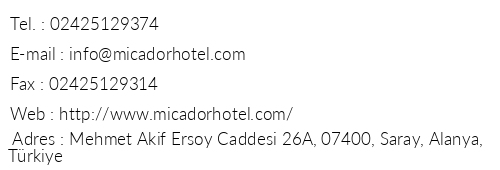 Tel. : 02425129374
E-mail : info@micadorhotel.com
Fax : 02425129314
Web : http://www.micadorhotel.com/
Adres : Mehmet Akif Ersoy Caddesi 26A, 07400, Saray, Alanya,
Türkiye